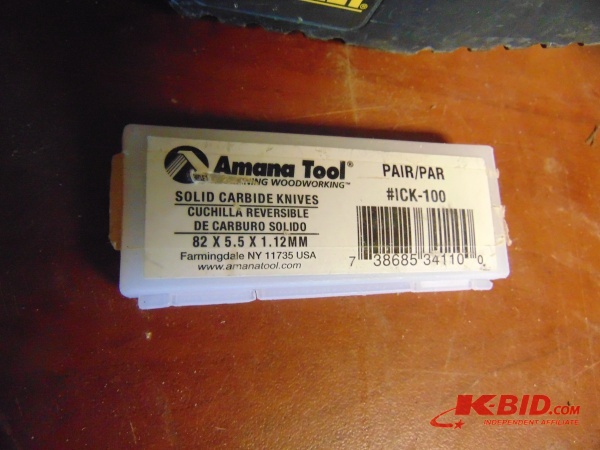 Amana Tool®
WOODWORKING™
SOLID CARBIDE KNIVES
CUCHILLA REVERSIBLE
DE CARBURO SOLIDO
82 X 5.5 X 1.12MM
Farmingdale NY 11735 USA
www.amanatool.com
PAIR/PAR
#ICK-100
7 38685 34110 0
K-BID.COM
INDEPENDENT AFFILIATE